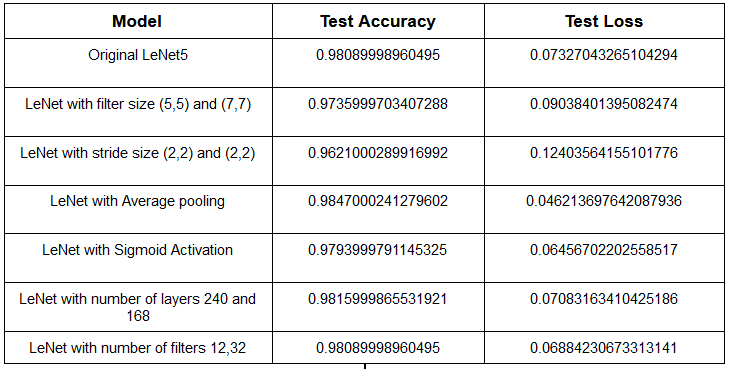 Model Test Accuracy Test Loss
Original LeNet5 0.98089998960495 0.07327043265104294
LeNet with filter size (5,5) and (7,7) 0.9735999703407288 0.09038401395082474
LeNet with stride size (2,2) and (2,2) 0.9621000289916992 0.12403564155101776
LeNet with Average pooling 0.9847000241279602 0.046213697642087936
LeNet with Sigmoid Activation 0.9793999791145325 0.06456702202558517
LeNet with number of layers 240 and
168 0.9815999865531921 0.07083163410425186
LeNet with number of filters 12,32 0.98089998960495 0.06884230673313141